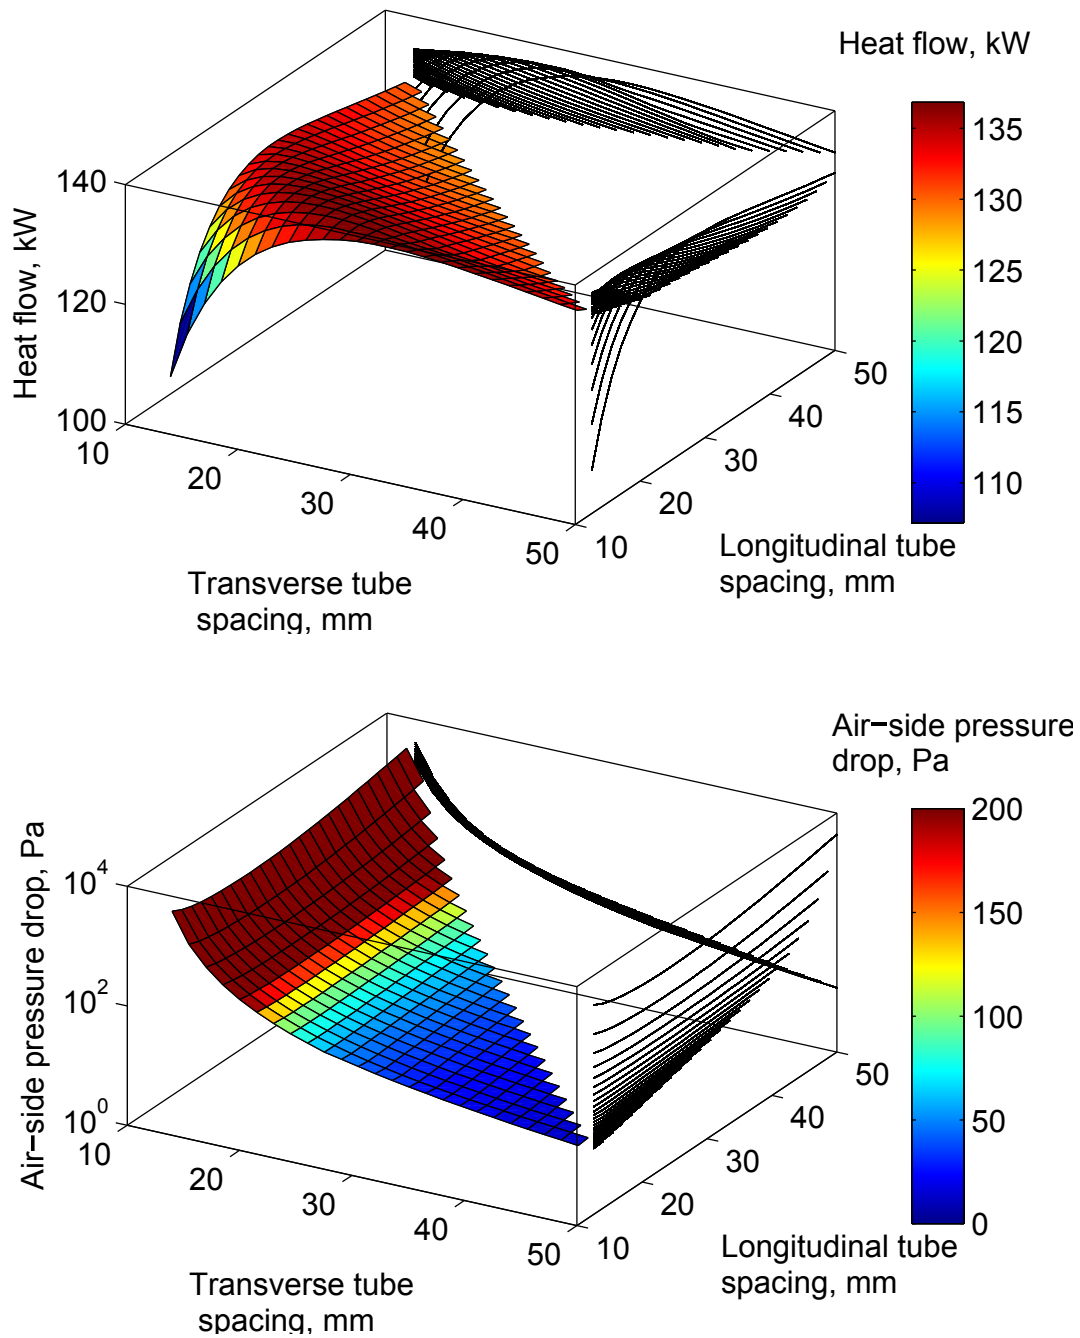 Heat flow, kW
Heat flow, kW
140
120
100
10
20
30
40
50
10
20
30
40
50
Transverse tube
spacing, mm
Longitudinal tube
spacing, mm
135
130
125
120
115
110
Air−side pressure
drop, Pa
Air−side pressure drop, Pa
10^4
10^2
10^0
10
20
30
40
50
10
20
30
40
50
Transverse tube
spacing, mm
Longitudinal tube
spacing, mm
200
150
100
50
0